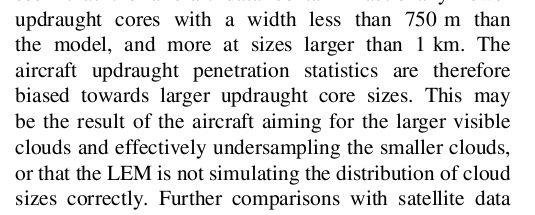 updraught cores with a width less than 750 m than
the model, and more at sizes larger than 1 km. The
aircraft updraught penetration statistics are therefore
biased towards larger updraught core sizes. This may
be the result of the aircraft aiming for the larger visible
clouds and effectively undersampling the smaller clouds,
or that the LEM is not simulating the distribution of cloud
sizes correctly. Further comparisons with satellite data